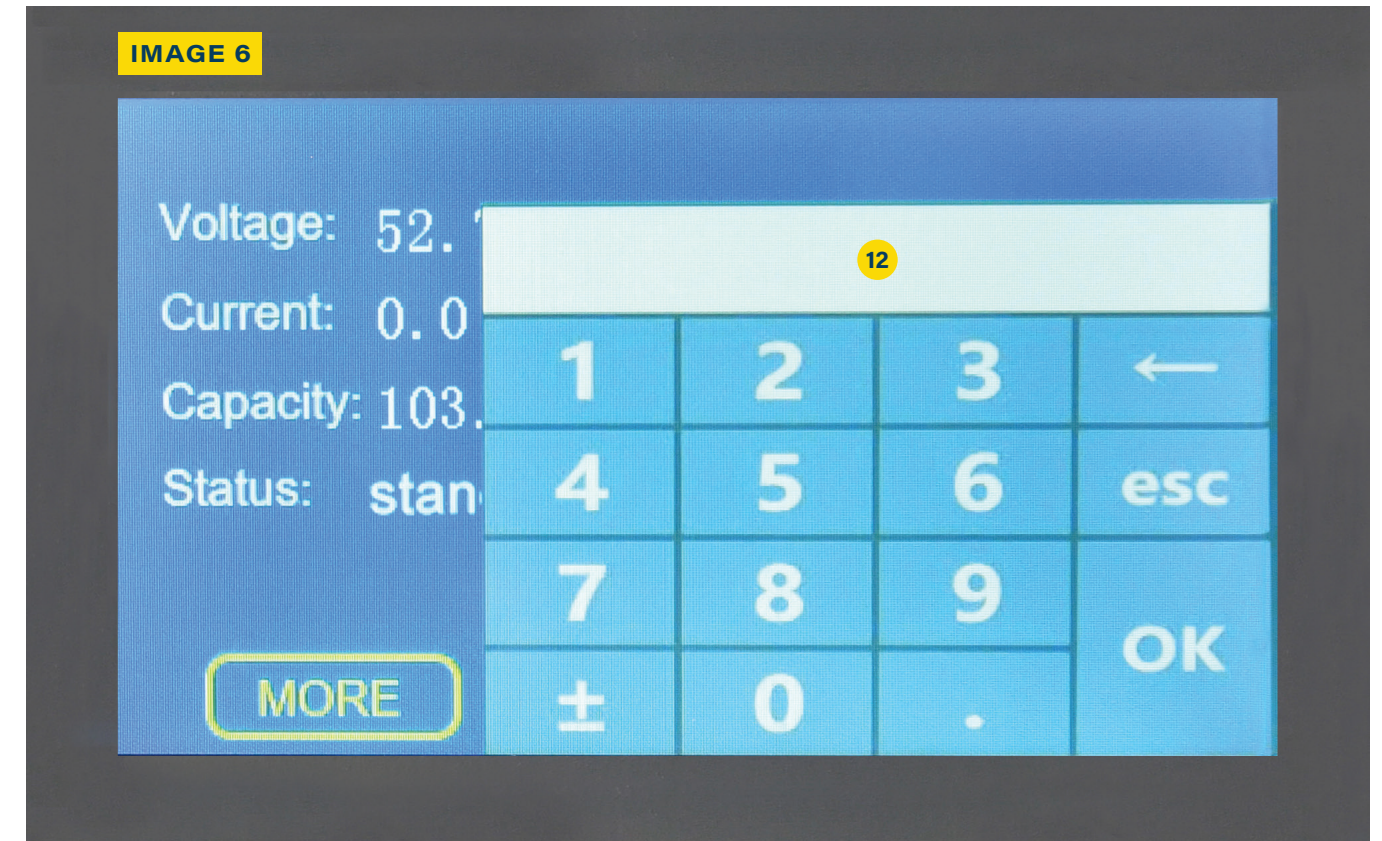 IMAGE 6
Voltage: 52.
12
Current: 0.0
1 2 3 ←
Capacity: 103.
4 5 6 esc
Status: stan
7 8 9
OK
MORE
± 0 .